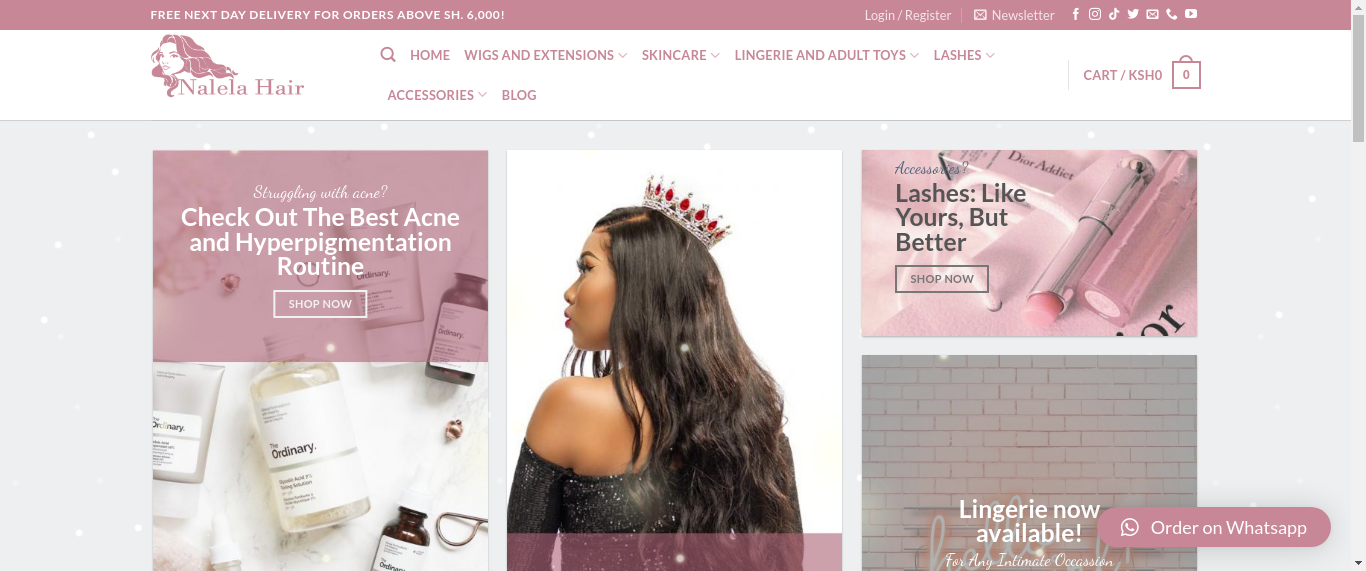 FREE NEXT DAY DELIVERY FOR ORDERS ABOVE SH. 6,000!
Login / Register
Newsletter
Nalela Hair
HOME WIGS AND EXTENSIONS SKINCARE LINGERIE AND ADULT TOYS LASHES
ACCESSORIES BLOG
CART / KSH0
0
Struggling with acne?
Check Out The Best Acne
and Hyperpigmentation
Routine
SHOP NOW
Ordinary.
Ordinary.
The
Ordinary.
Ordinary.
Accessories?
Lashes: Like
Yours, But
Better
SHOP NOW
Dior Addict
Lingerie now
available!
For Any Intimate Occassion
Order on Whatsapp